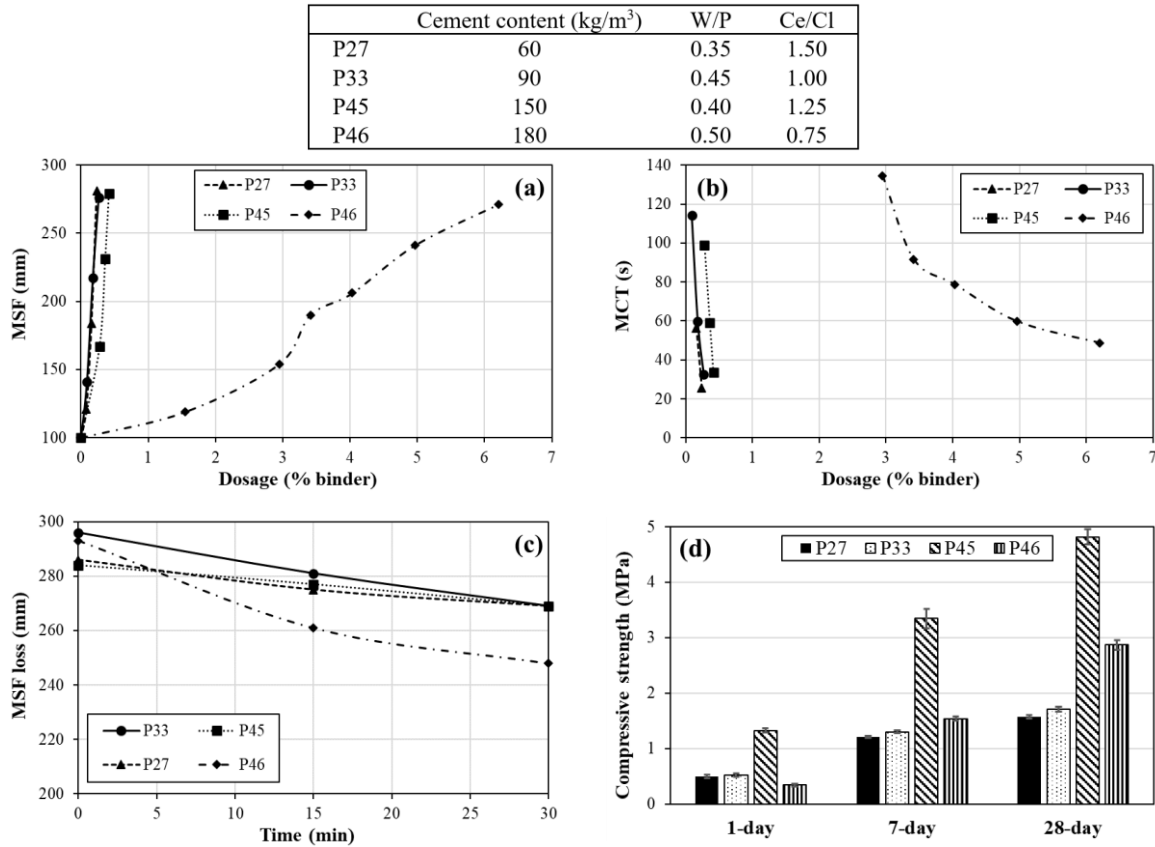 Cement content (kg/m³) W/P Ce/Cl
P27 60 0.35 1.50
P33 90 0.45 1.00
P45 150 0.40 1.25
P46 180 0.50 0.75
300
250
200
150
100
MSF (mm)
P27 P33
P45 P46
(a)
0 1 2 3 4 5 6 7
Dosage (% binder)
140
120
100
80
60
40
20
0
MCT (s)
(b)
P27 P33
P45 P46
0 1 2 3 4 5 6 7
Dosage (% binder)
300
280
260
240
220
200
MSF loss (mm)
(c)
P33 P45
P27 P46
0 5 10 15 20 25 30
Time (min)
5
4
3
2
1
0
Compressive strength (MPa)
(d)
P27 P33 P45 P46
1-day 7-day 28-day